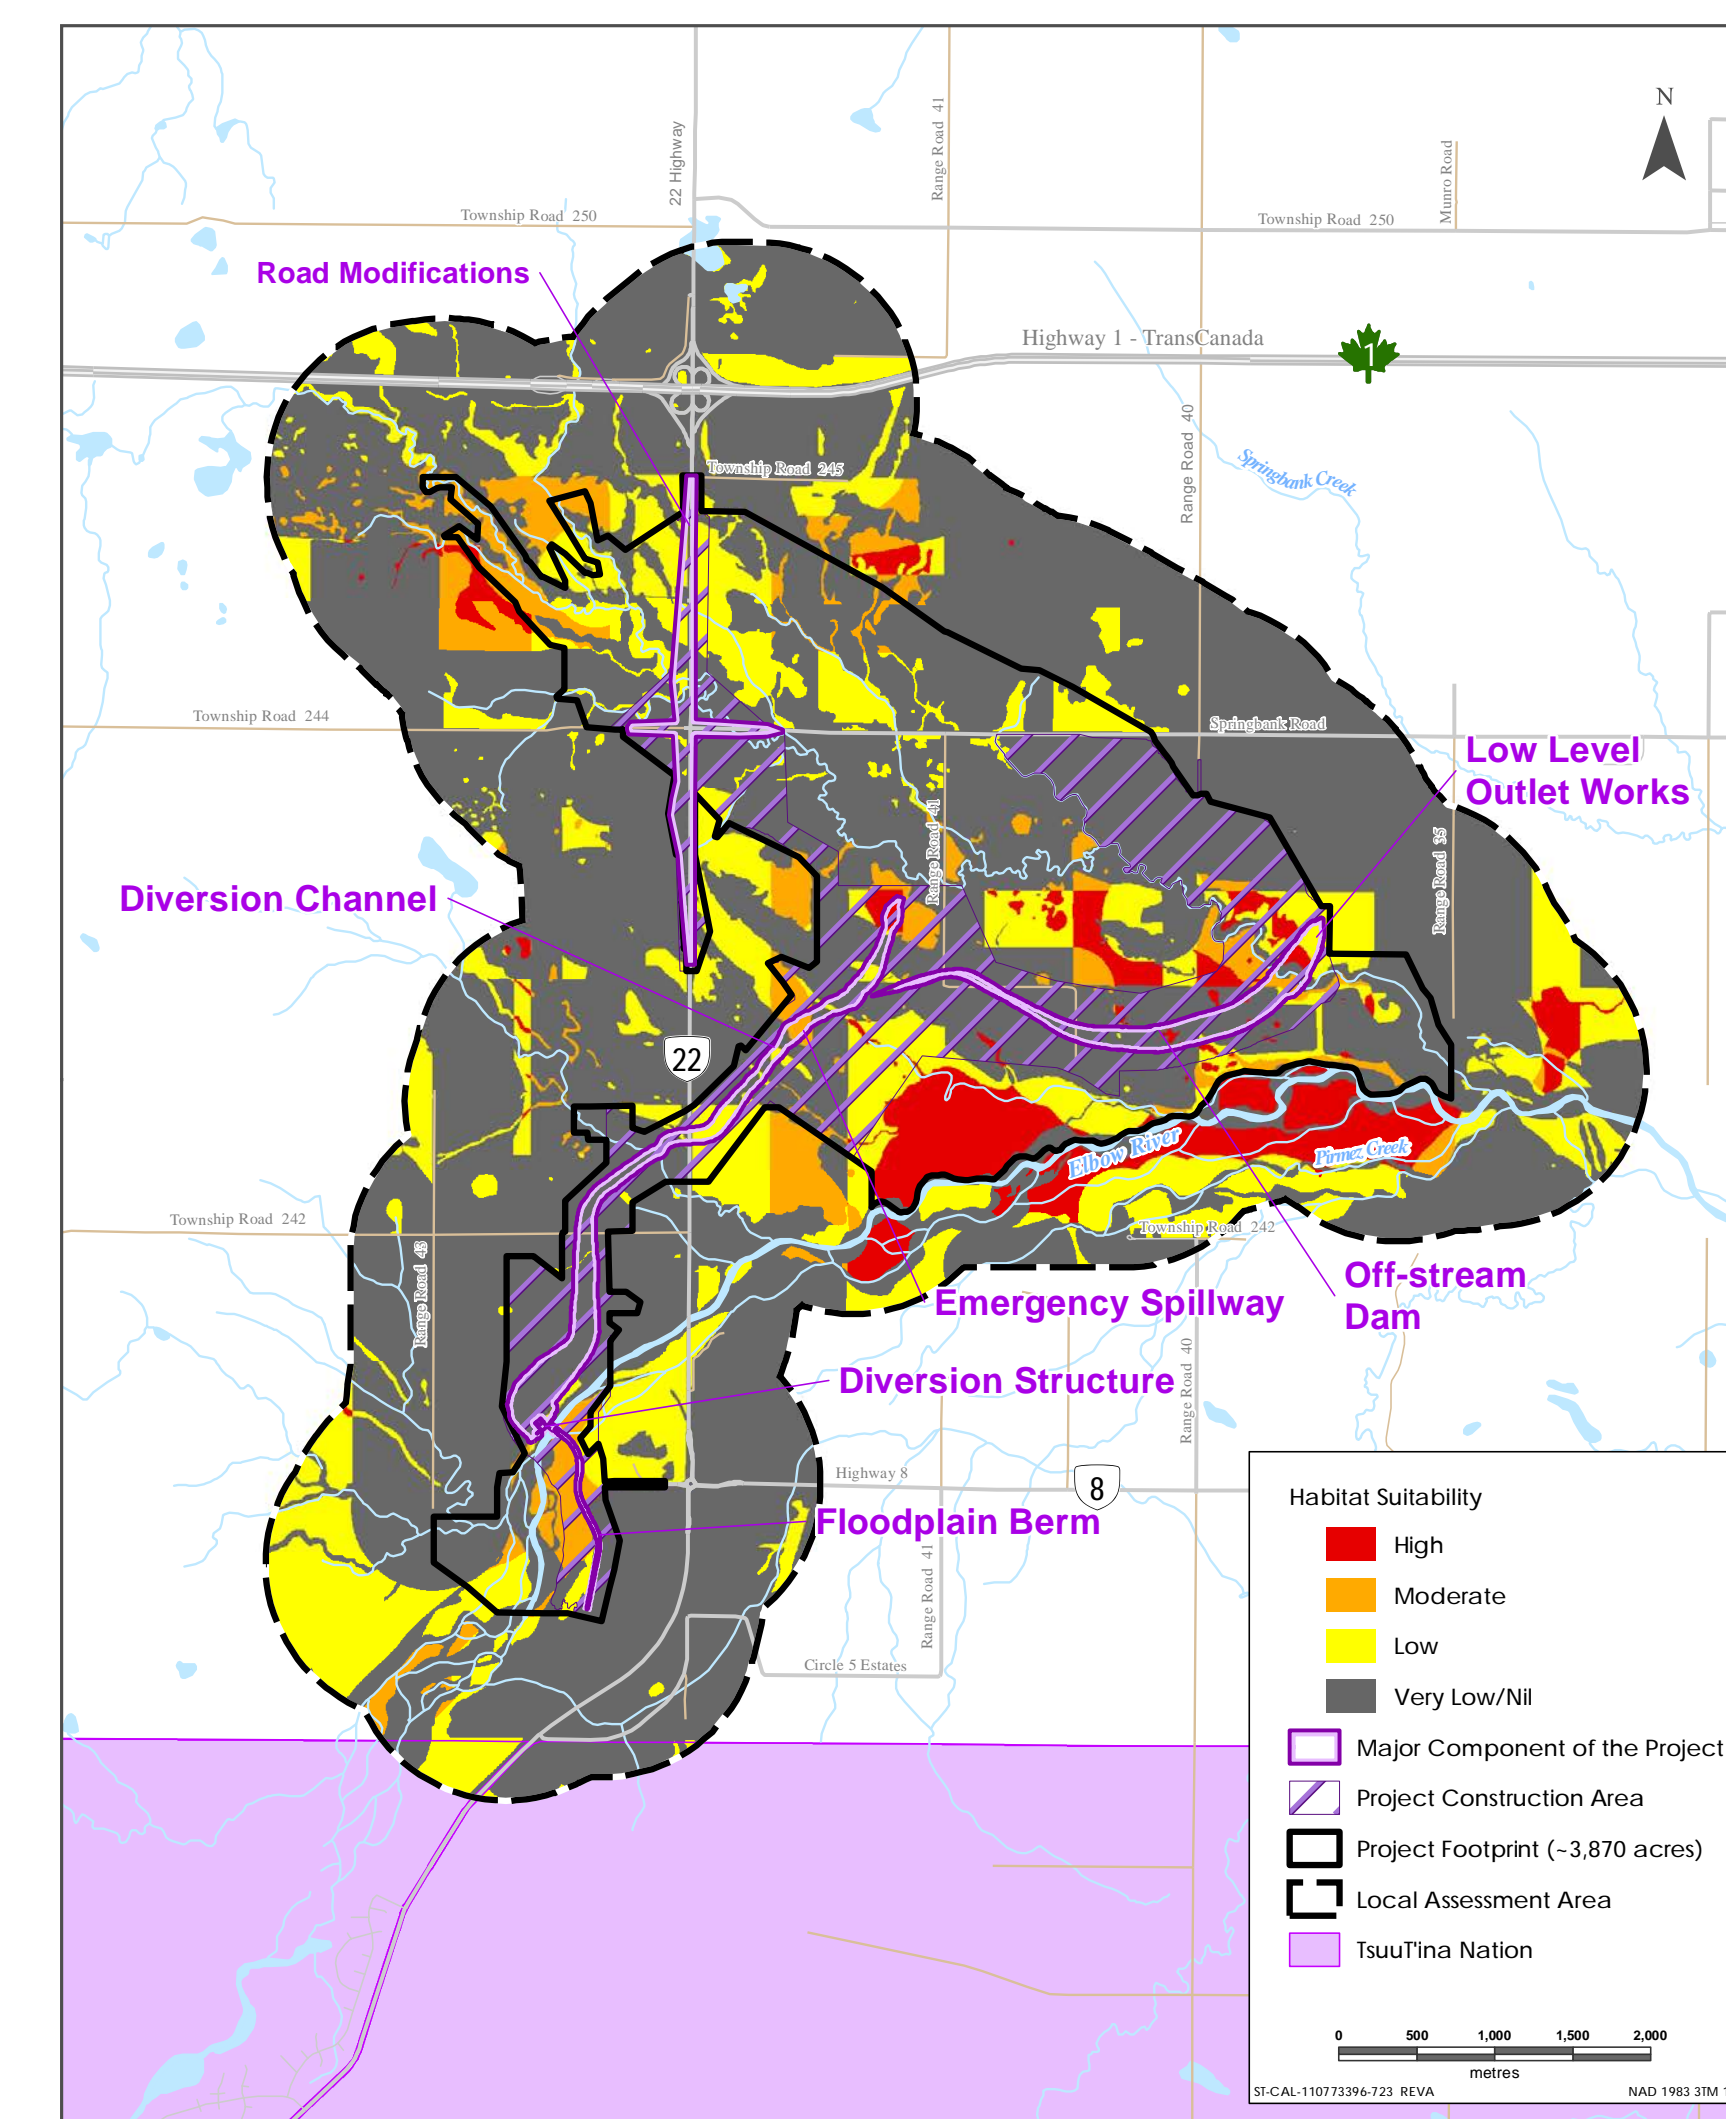 N
22 Highway
Range Road 41
Munro Road
Township Road 250
Township Road 250
Road Modifications
Highway 1 - TransCanada
1
Range Road 40
Springbank Creek
Township Road 245
Township Road 244
Springbank Road
Low Level
Outlet Works
Range Road 41
Range Road 35
Diversion Channel
22
Elbow River
Pirmez Creek
Township Road 242
Township Road 242
Range Road 43
Off-stream
Dam
Emergency Spillway
Diversion Structure
Range Road 40
Highway 8
8
Floodplain Berm
Range Road 41
Circle 5 Estates
Habitat Suitability
High
Moderate
Low
Very Low/Nil
Major Component of the Project
Project Construction Area
Project Footprint (~3,870 acres)
Local Assessment Area
TsuuT'ina Nation
0 500 1,000 1,500 2,000
metres
ST-CAL-110773396-723 REVA
NAD 1983 3TM 1